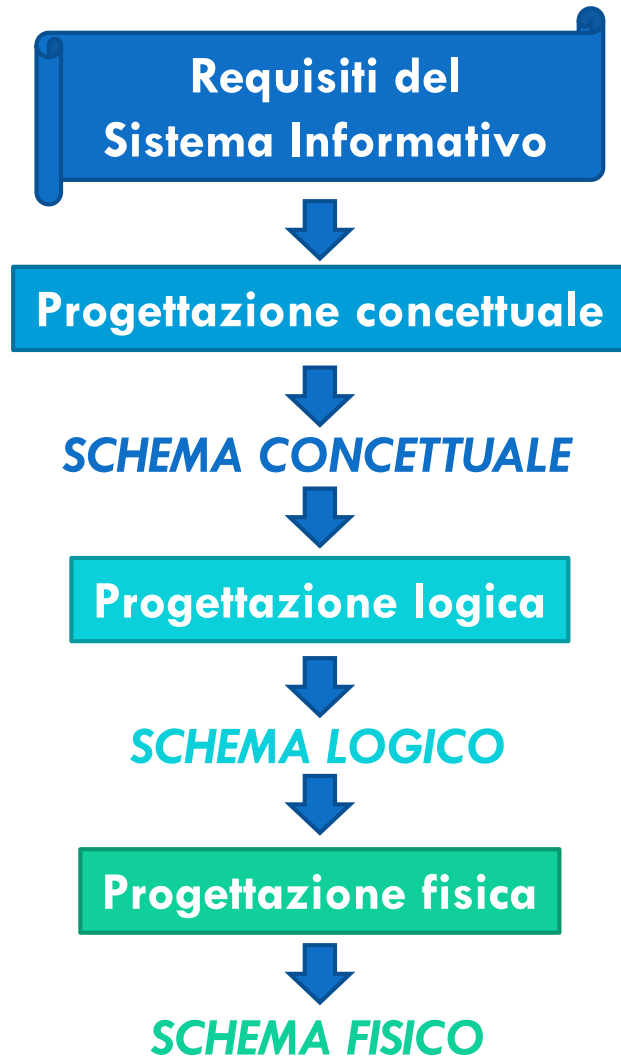 Requisiti del
Sistema Informativo
Progettazione concettuale
SCHEMA CONCETTUALE
Progettazione logica
SCHEMA LOGICO
Progettazione fisica
SCHEMA FISICO